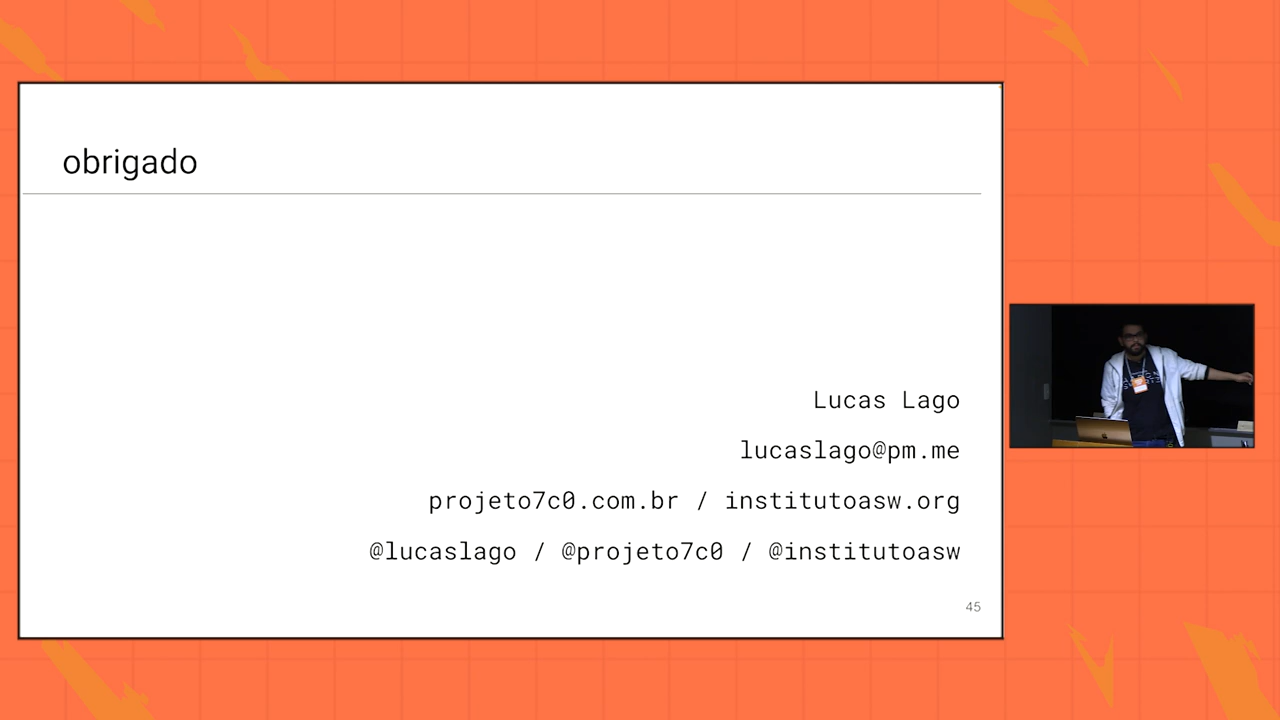 obrigado
Lucas Lago
lucaslago@pm.me
projeto7c0.com.br / institutoasw.org
@lucaslago / @projeto7c0 / @institutoasw
45